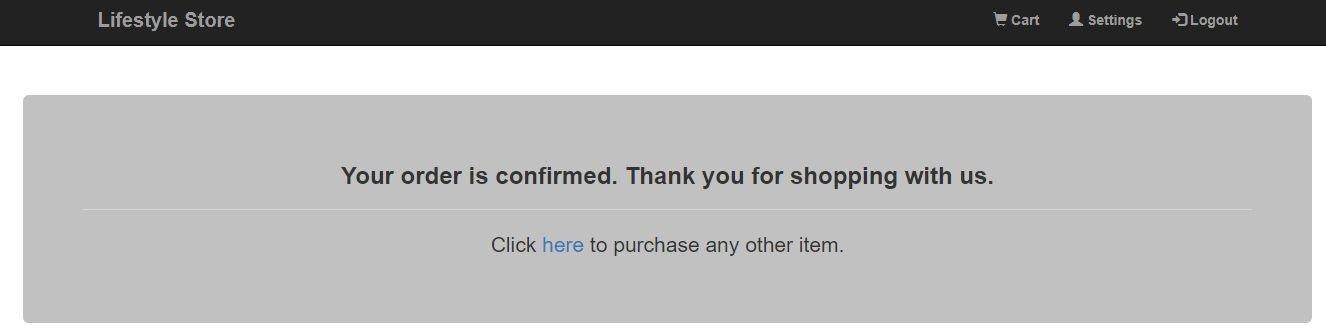 Lifestyle Store Cart Settings Logout
Your order is confirmed. Thank you for shopping with us.
Click here to purchase any other item.